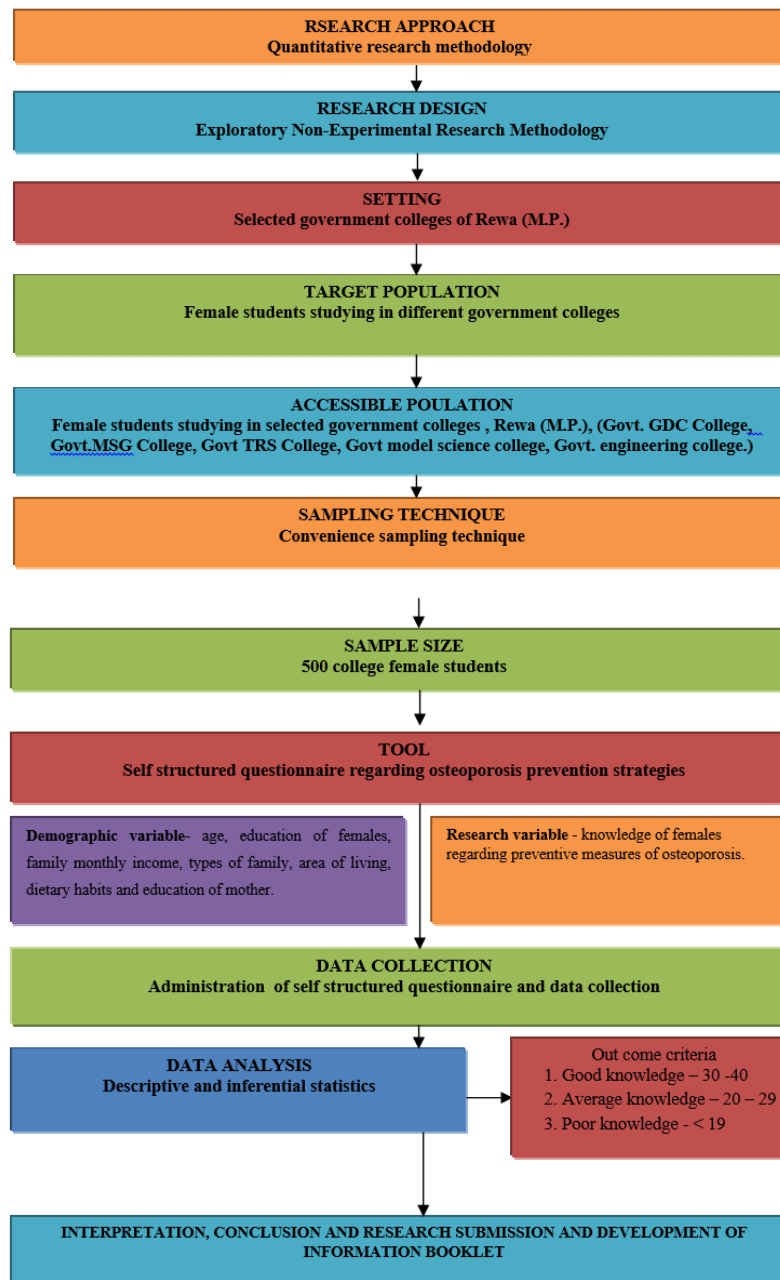 RSEARCH APPROACH
Quantitative research methodology
RESEARCH DESIGN
Exploratory Non-Experimental Research Methodology
SETTING
Selected government colleges of Rewa (M.P.)
TARGET POPULATION
Female students studying in different government colleges
ACCESSIBLE POULATION
Female students studying in selected government colleges , Rewa (M.P.), (Govt. GDC College,
Govt.MSG College, Govt TRS College, Govt model science college, Govt. engineering college.)
SAMPLING TECHNIQUE
Convenience sampling technique
SAMPLE SIZE
500 college female students
TOOL
Self structured questionnaire regarding osteoporosis prevention strategies
Demographic variable- age, education of females,
family monthly income, types of family, area of living,
dietary habits and education of mother.
Research variable - knowledge of females
regarding preventive measures of osteoporosis.
DATA COLLECTION
Administration of self structured questionnaire and data collection
DATA ANALYSIS
Descriptive and inferential statistics
Out come criteria
1. Good knowledge – 30 -40
2. Average knowledge – 20 – 29
3. Poor knowledge - < 19
INTERPRETATION, CONCLUSION AND RESEARCH SUBMISSION AND DEVELOPMENT OF
INFORMATION BOOKLET